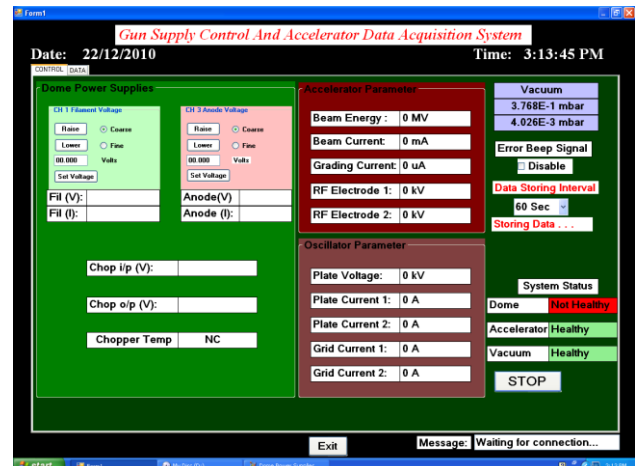 Form1
Gun Supply Control And Accelerator Data Acquisition System
Date: 22/12/2010
Time: 3:13:45 PM
CONTROL DATA
Dome Power Supplies
CH 1 Filament Voltage
Raise Coarse
Lower Fine
00.000 Volts
Set Voltage
CH 3 Anode Voltage
Raise Coarse
Lower Fine
00.000 Volts
Set Voltage
Fil (V):
Anode(V)
Fil (I):
Anode (I):
Chop i/p (V):
Chop o/p (V):
Chopper Temp NC
Accelerator Parameter
Beam Energy : 0 MV
Beam Current: 0 mA
Grading Current: 0 uA
RF Electrode 1: 0 kV
RF Electrode 2: 0 kV
Oscillator Parameter
Plate Voltage: 0 kV
Plate Current 1: 0 A
Plate Current 2: 0 A
Grid Current 1: 0 A
Grid Current 2: 0 A
Vacuum
3.768E-1 mbar
4.026E-3 mbar
Error Beep Signal
Disable
Data Storing Interval
60 Sec
Storing Data . . .
System Status
Dome Not Healthy
Accelerator Healthy
Vacuum Healthy
STOP
Exit
Message: Waiting for connection...
start Form1 Dome Power Supplies 3:13 PM